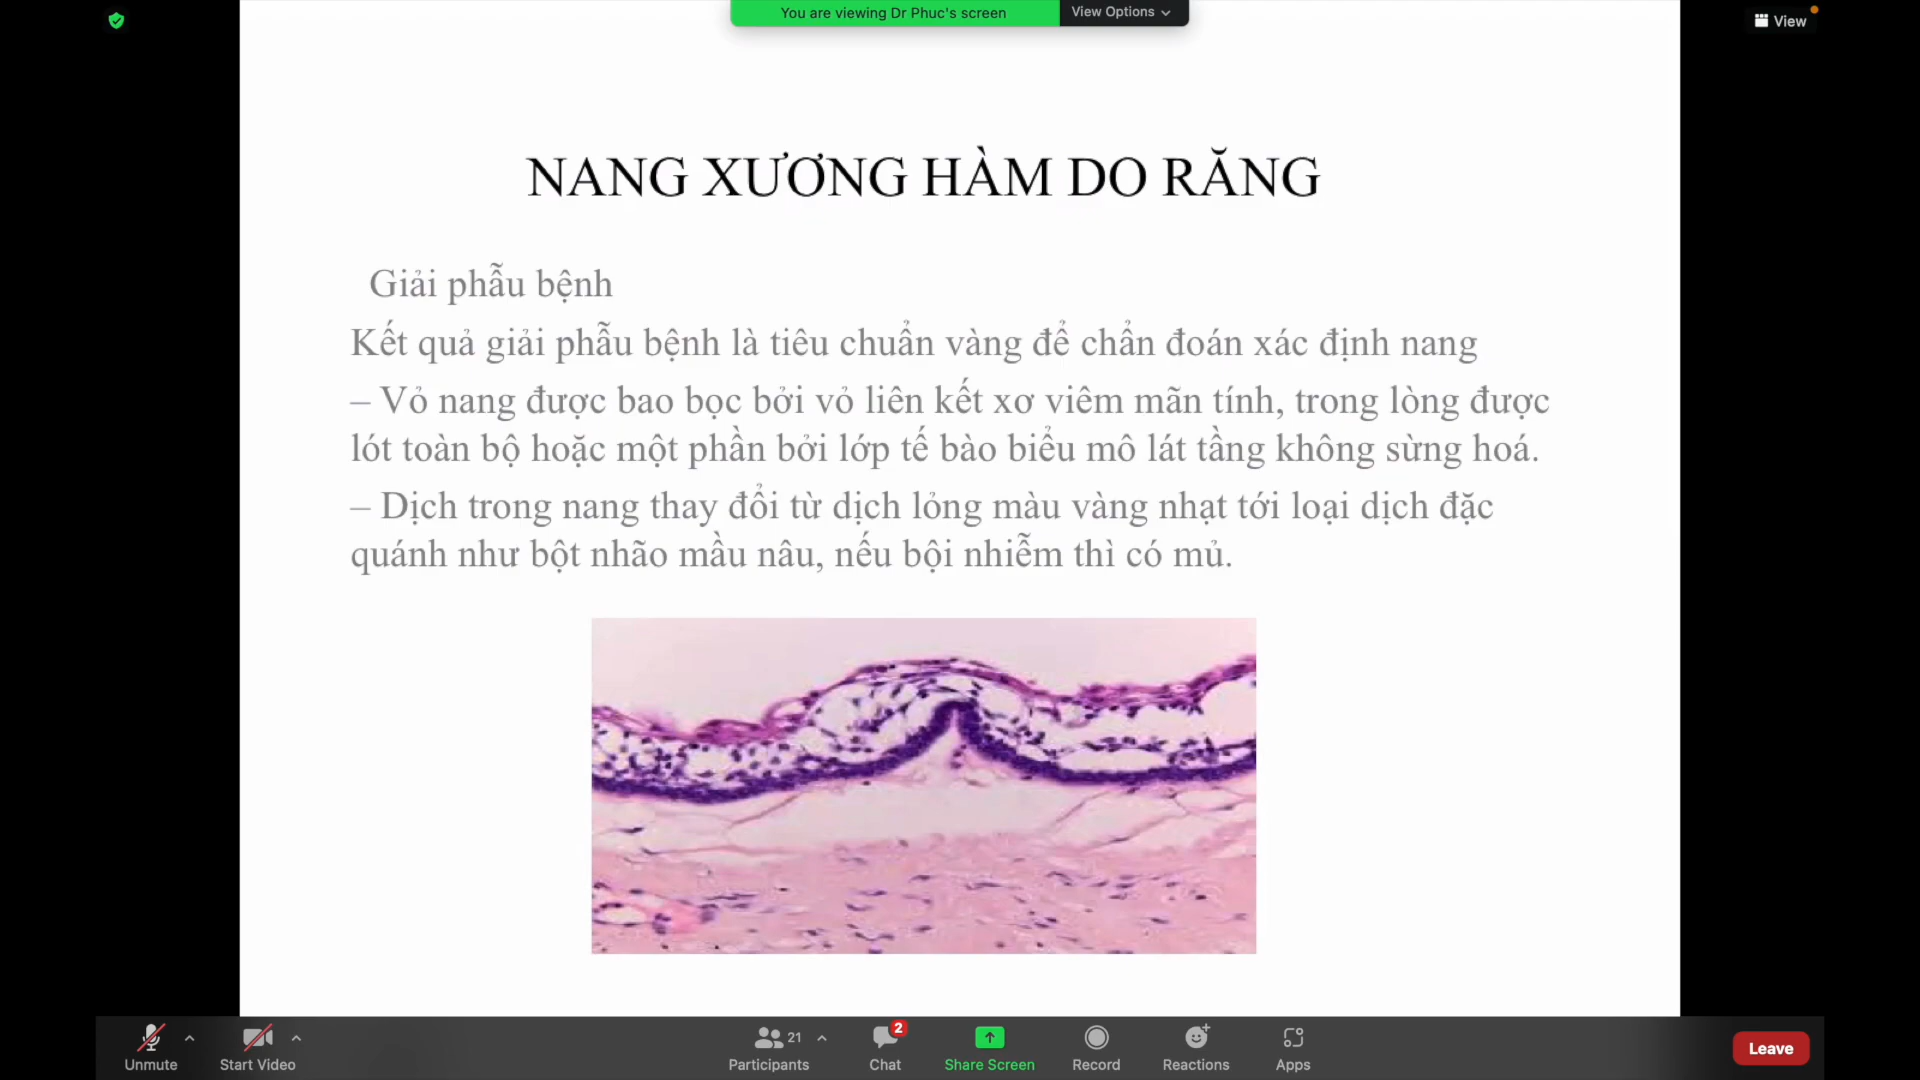 You are viewing Dr Phuc's screen
View Options
View
NANG XƯƠNG HÀM DO RĂNG
Giải phẫu bệnh
Kết quả giải phẫu bệnh là tiêu chuẩn vàng để chẩn đoán xác định nang
– Vỏ nang được bao bọc bởi vỏ liên kết xơ viêm mãn tính, trong lòng được
lót toàn bộ hoặc một phần bởi lớp tế bào biểu mô lát tầng không sừng hoá.
– Dịch trong nang thay đổi từ dịch lỏng màu vàng nhạt tới loại dịch đặc
quánh như bột nhão mầu nâu, nếu bội nhiễm thì có mủ.
Unmute
Start Video
21
Participants
2
Chat
Share Screen
Record
Reactions
Apps
Leave